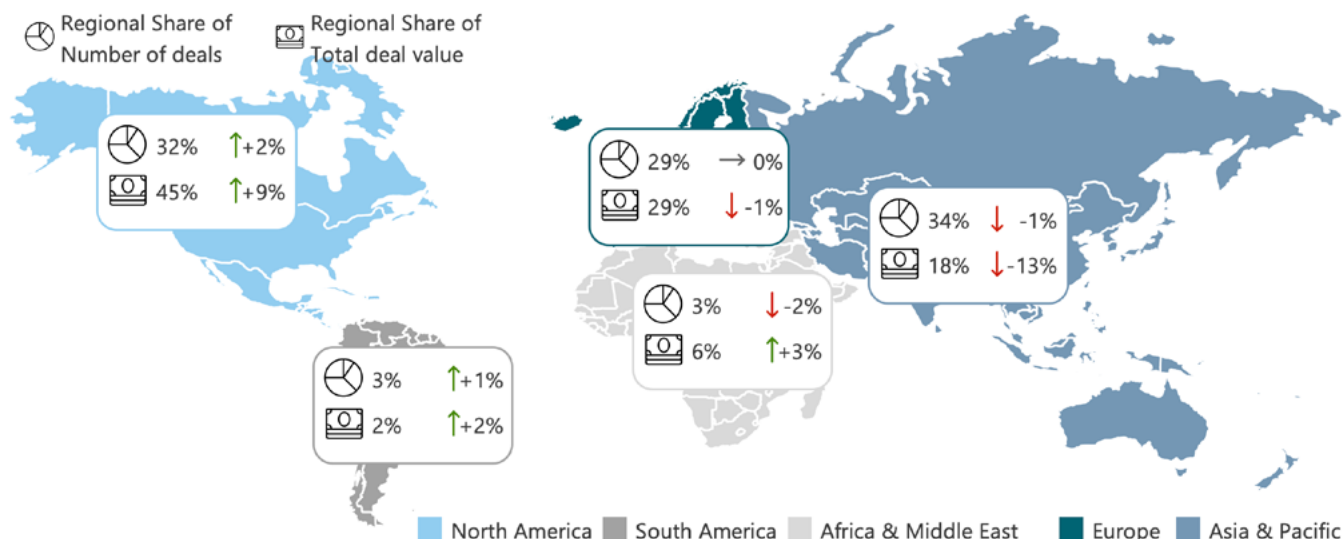 Regional Share of
Number of deals
Regional Share of
Total deal value
32% ↑+2%
45% ↑+9%
29% → 0%
29% ↓ -1%
34% ↓ -1%
18% ↓-13%
3% ↓-2%
6% ↑+3%
3% ↑+1%
2% ↑+2%
North America South America Africa & Middle East Europe Asia & Pacific